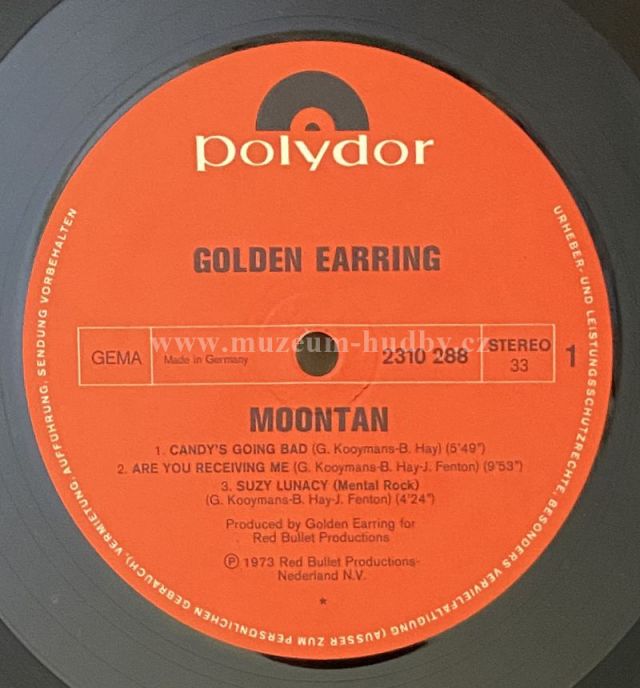 polydor
GOLDEN EARRING
www.muzeum-hudby.cz
GEMA
Made in Germany
2310 288
STEREO
33
1
MOONTAN
1. CANDY'S GOING BAD (G. Kooymans-B. Hay) (5'49")
2. ARE YOU RECEIVING ME (G. Kooymans-B. Hay-J. Fenton) (9'53")
3. SUZY LUNACY (Mental Rock)
(G. Kooymans-B. Hay-J. Fenton) (4'24")
Produced by Golden Earring for
Red Bullet Productions
Ⓟ 1973 Red Bullet Productions-
Nederland N.V.
*
URHEBER- UND LEISTUNGSSCHUTZRECHTE, BESONDERS VERVIELFÄLTIGUNG (AUSSER ZUM PERSÖNLICHEN GEBRAUCH), VERMIETUNG, AUFFÜHRUNG, SENDUNG VORBEHALTEN